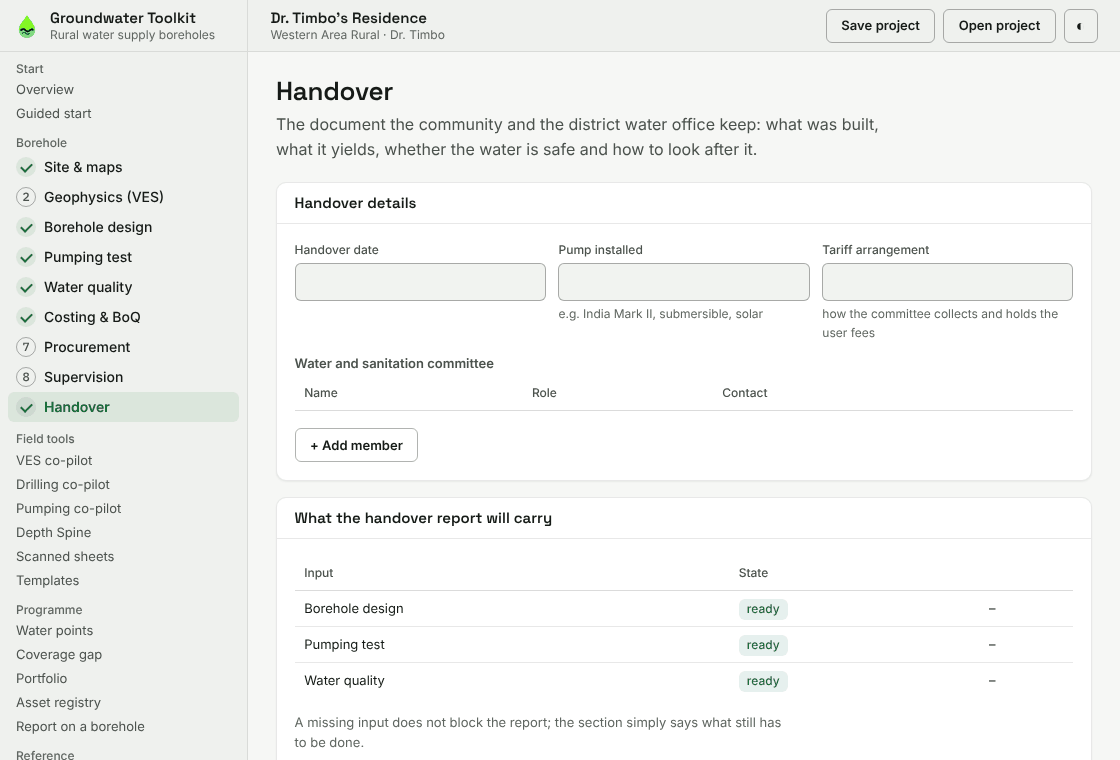 Groundwater Toolkit
Rural water supply boreholes
Dr. Timbo's Residence
Western Area Rural · Dr. Timbo
Save project
Open project
Start
Overview
Guided start
Borehole
Site & maps
2 Geophysics (VES)
Borehole design
Pumping test
Water quality
Costing & BoQ
7 Procurement
8 Supervision
Handover
Field tools
VES co-pilot
Drilling co-pilot
Pumping co-pilot
Depth Spine
Scanned sheets
Templates
Programme
Water points
Coverage gap
Portfolio
Asset registry
Report on a borehole
Reference
Handover
The document the community and the district water office keep: what was built,
what it yields, whether the water is safe and how to look after it.
Handover details
Handover date
Pump installed
Tariff arrangement
e.g. India Mark II, submersible, solar
how the committee collects and holds the
user fees
Water and sanitation committee
Name Role Contact
+ Add member
What the handover report will carry
Input State
Borehole design ready –
Pumping test ready –
Water quality ready –
A missing input does not block the report; the section simply says what still has
to be done.